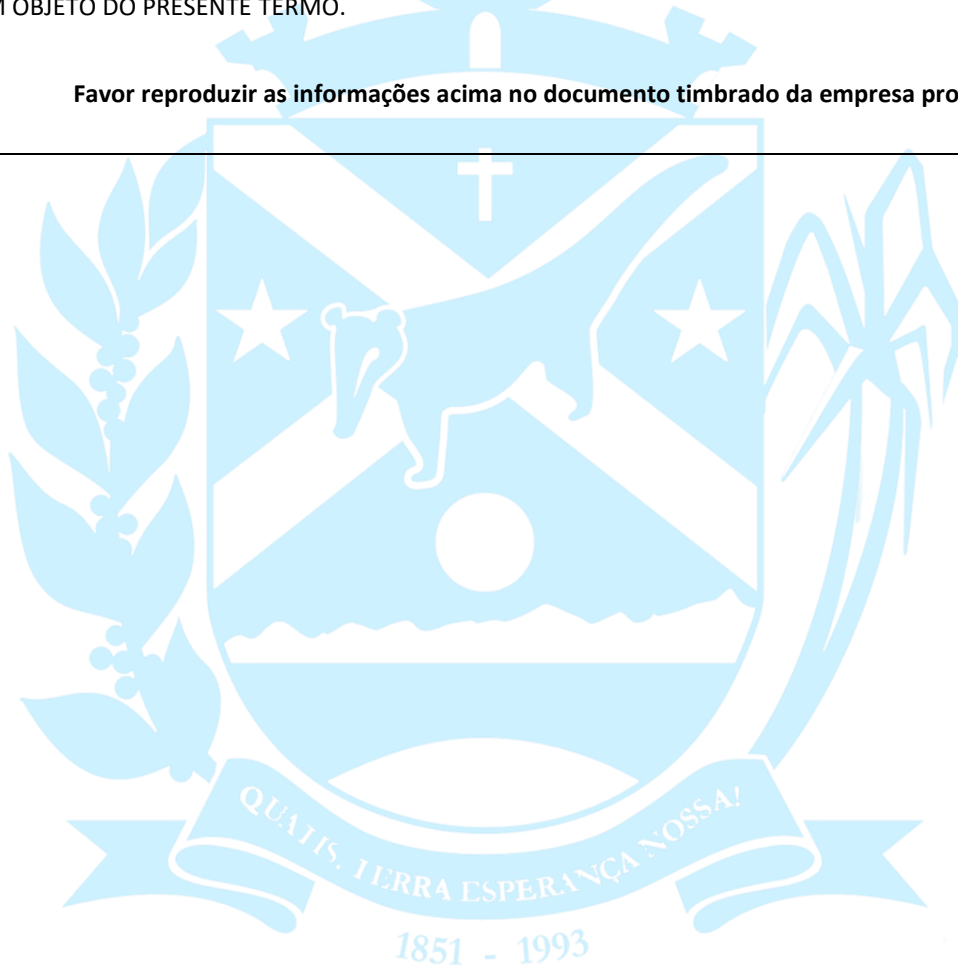 M OBJETO DO PRESENTE TERMO.
Favor reproduzir as informações acima no documento timbrado da empresa pro
QUATIS, TERRA ESPERANÇA NOSSA!
1851 - 1993